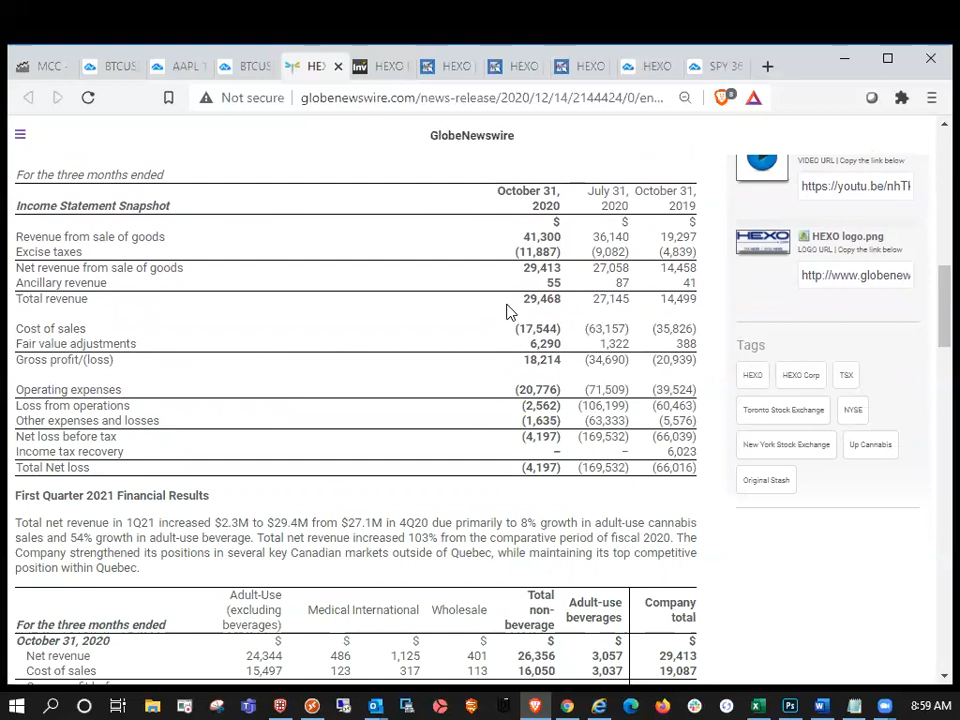 MCC -
BTCUS
AAPL 1
BTCUS
HEX
HEXO
HEXO
HEXO
HEXO
HEXO
SPY 36
Not secure globenewswire.com/news-release/2020/12/14/2144424/0/en...
8
GlobeNewswire
For the three months ended
October 31, July 31, October 31,
Income Statement Snapshot 2020 2020 2019
$ $ $
Revenue from sale of goods 41,300 36,140 19,297
Excise taxes (11,887) (9,082) (4,839)
Net revenue from sale of goods 29,413 27,058 14,458
Ancillary revenue 55 87 41
Total revenue 29,468 27,145 14,499
Cost of sales (17,544) (63,157) (35,826)
Fair value adjustments 6,290 1,322 388
Gross profit/(loss) 18,214 (34,690) (20,939)
Operating expenses (20,776) (71,509) (39,524)
Loss from operations (2,562) (106,199) (60,463)
Other expenses and losses (1,635) (63,333) (5,576)
Net loss before tax (4,197) (169,532) (66,039)
Income tax recovery – – 6,023
Total Net loss (4,197) (169,532) (66,016)
First Quarter 2021 Financial Results
Total net revenue in 1Q21 increased $2.3M to $29.4M from $27.1M in 4Q20 due primarily to 8% growth in adult-use cannabis
sales and 54% growth in adult-use beverage. Total net revenue increased 103% from the comparative period of fiscal 2020. The
Company strengthened its positions in several key Canadian markets outside of Quebec, while maintaining its top competitive
position within Quebec.
Adult-Use Total
(excluding Medical International Wholesale non- Adult-use Company
For the three months ended beverages) beverage beverages total
October 31, 2020 $ $ $ $ $ $ $
Net revenue 24,344 486 1,125 401 26,356 3,057 29,413
Cost of sales 15,497 123 317 113 16,050 3,037 19,087
VIDEO URL | Copy the link below
https://youtu.be/nhTl
HEXO
HEXO logo.png
LOGO URL | Copy the link below
http://www.globenew
Tags
HEXO
HEXO Corp
TSX
Toronto Stock Exchange
NYSE
New York Stock Exchange
Up Cannabis
Original Stash
8:59 AM